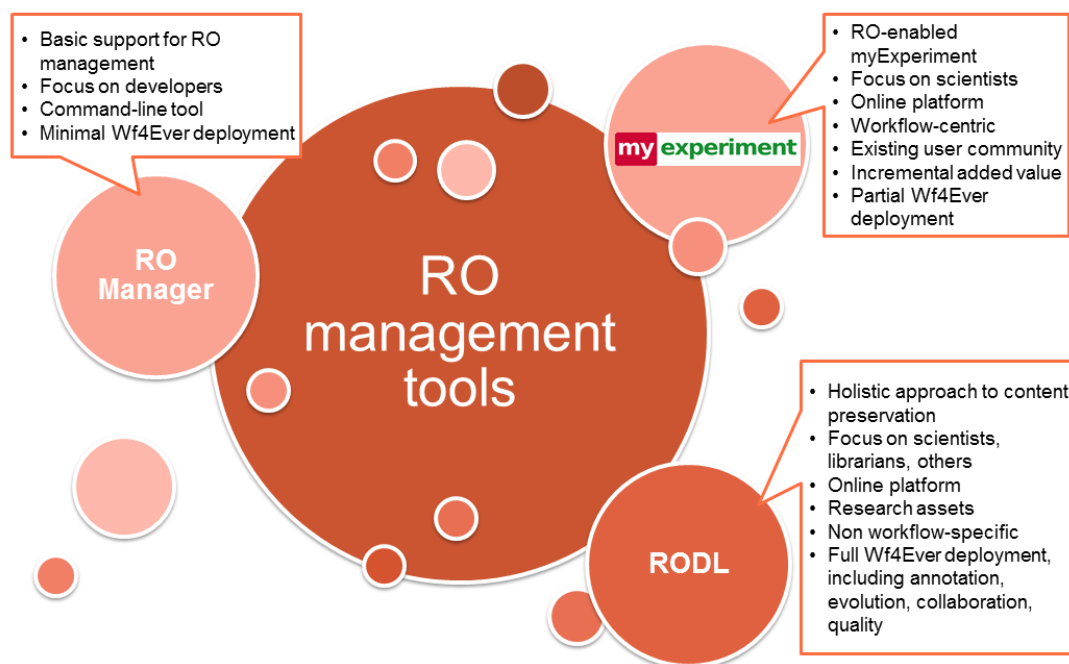 • Basic support for RO
management
• Focus on developers
• Command-line tool
• Minimal Wf4Ever deployment
RO
Manager
RO
management
tools
my experiment
• RO-enabled
myExperiment
• Focus on scientists
• Online platform
• Workflow-centric
• Existing user community
• Incremental added value
• Partial Wf4Ever
deployment
RODL
• Holistic approach to content
preservation
• Focus on scientists,
librarians, others
• Online platform
• Research assets
• Non workflow-specific
• Full Wf4Ever deployment,
including annotation,
evolution, collaboration,
quality